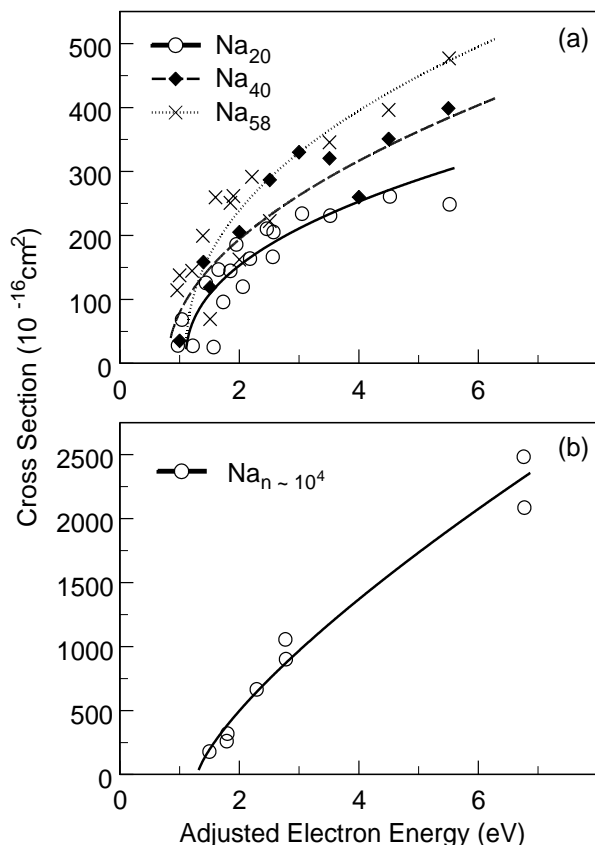 (a)
Na20
Na40
Na58
500
400
300
200
100
0
0 2 4 6
Cross Section (10 -16cm2)
(b)
Nan ~ 104
2500
2000
1500
1000
500
0
0 2 4 6
Adjusted Electron Energy (eV)